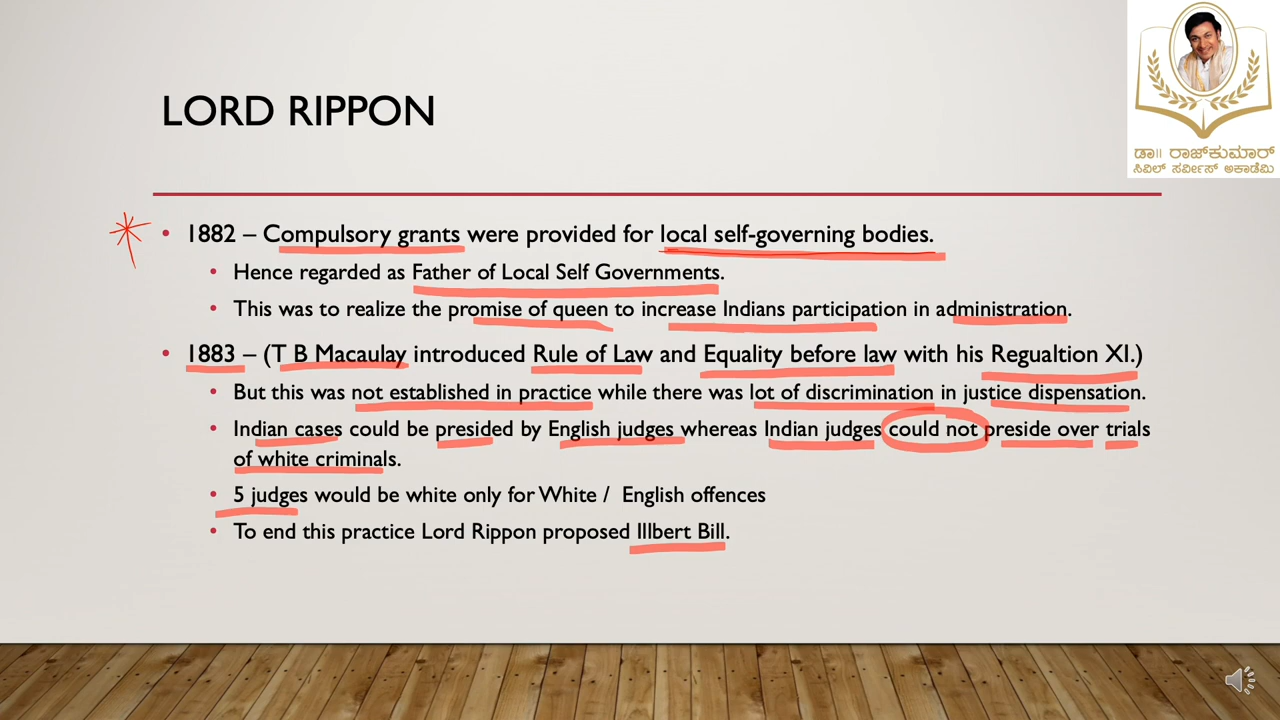 LORD RIPPON
ಡಾ|| ರಾಜ್‌ಕುಮಾರ್
ಸಿವಿಲ್ ಸರ್ವೀಸ್ ಅಕಾಡೆಮಿ
• 1882 – Compulsory grants were provided for local self-governing bodies.
• Hence regarded as Father of Local Self Governments.
• This was to realize the promise of queen to increase Indians participation in administration.
• 1883 – (T B Macaulay introduced Rule of Law and Equality before law with his Regualtion XI.)
• But this was not established in practice while there was lot of discrimination in justice dispensation.
• Indian cases could be presided by English judges whereas Indian judges could not preside over trials
of white criminals.
• 5 judges would be white only for White / English offences
• To end this practice Lord Rippon proposed Illbert Bill.